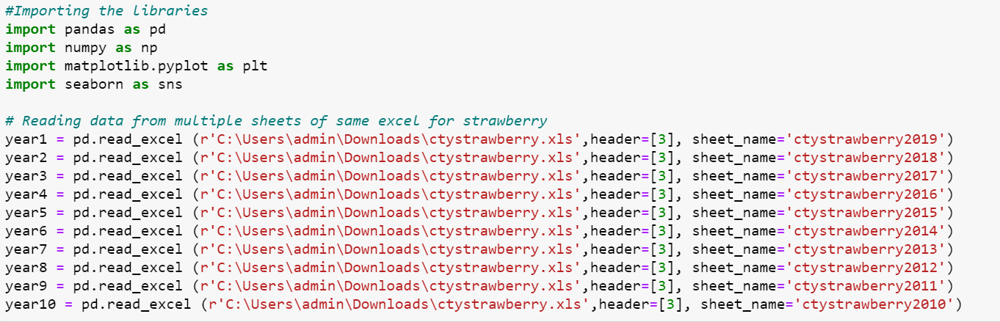 #Importing the libraries
import pandas as pd
import numpy as np
import matplotlib.pyplot as plt
import seaborn as sns
# Reading data from multiple sheets of same excel for strawberry
year1 = pd.read_excel (r'C:\Users\admin\Downloads\ctystrawberry.xls',header=[3], sheet_name='ctystrawberry2019')
year2 = pd.read_excel (r'C:\Users\admin\Downloads\ctystrawberry.xls',header=[3], sheet_name='ctystrawberry2018')
year3 = pd.read_excel (r'C:\Users\admin\Downloads\ctystrawberry.xls',header=[3], sheet_name='ctystrawberry2017')
year4 = pd.read_excel (r'C:\Users\admin\Downloads\ctystrawberry.xls',header=[3], sheet_name='ctystrawberry2016')
year5 = pd.read_excel (r'C:\Users\admin\Downloads\ctystrawberry.xls',header=[3], sheet_name='ctystrawberry2015')
year6 = pd.read_excel (r'C:\Users\admin\Downloads\ctystrawberry.xls',header=[3], sheet_name='ctystrawberry2014')
year7 = pd.read_excel (r'C:\Users\admin\Downloads\ctystrawberry.xls',header=[3], sheet_name='ctystrawberry2013')
year8 = pd.read_excel (r'C:\Users\admin\Downloads\ctystrawberry.xls',header=[3], sheet_name='ctystrawberry2012')
year9 = pd.read_excel (r'C:\Users\admin\Downloads\ctystrawberry.xls',header=[3], sheet_name='ctystrawberry2011')
year10 = pd.read_excel (r'C:\Users\admin\Downloads\ctystrawberry.xls',header=[3], sheet_name='ctystrawberry2010')